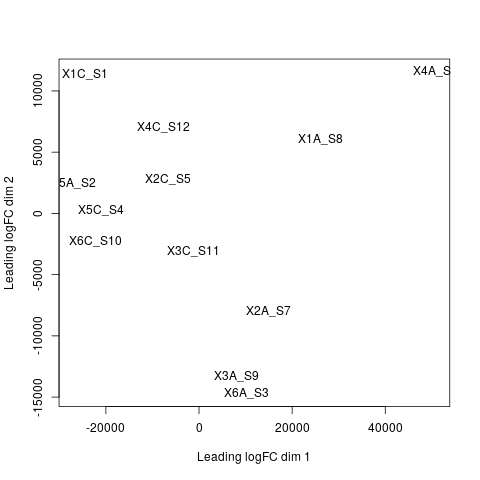 X1C_S1
X4A_S
10000
X4C_S12
X1A_S8
5000
X2C_S5
5A_S2
X5C_S4
0
X6C_S10
X3C_S11
-5000
X2A_S7
-10000
X3A_S9
X6A_S3
-15000
Leading logFC dim 2
-20000 0 20000 40000
Leading logFC dim 1